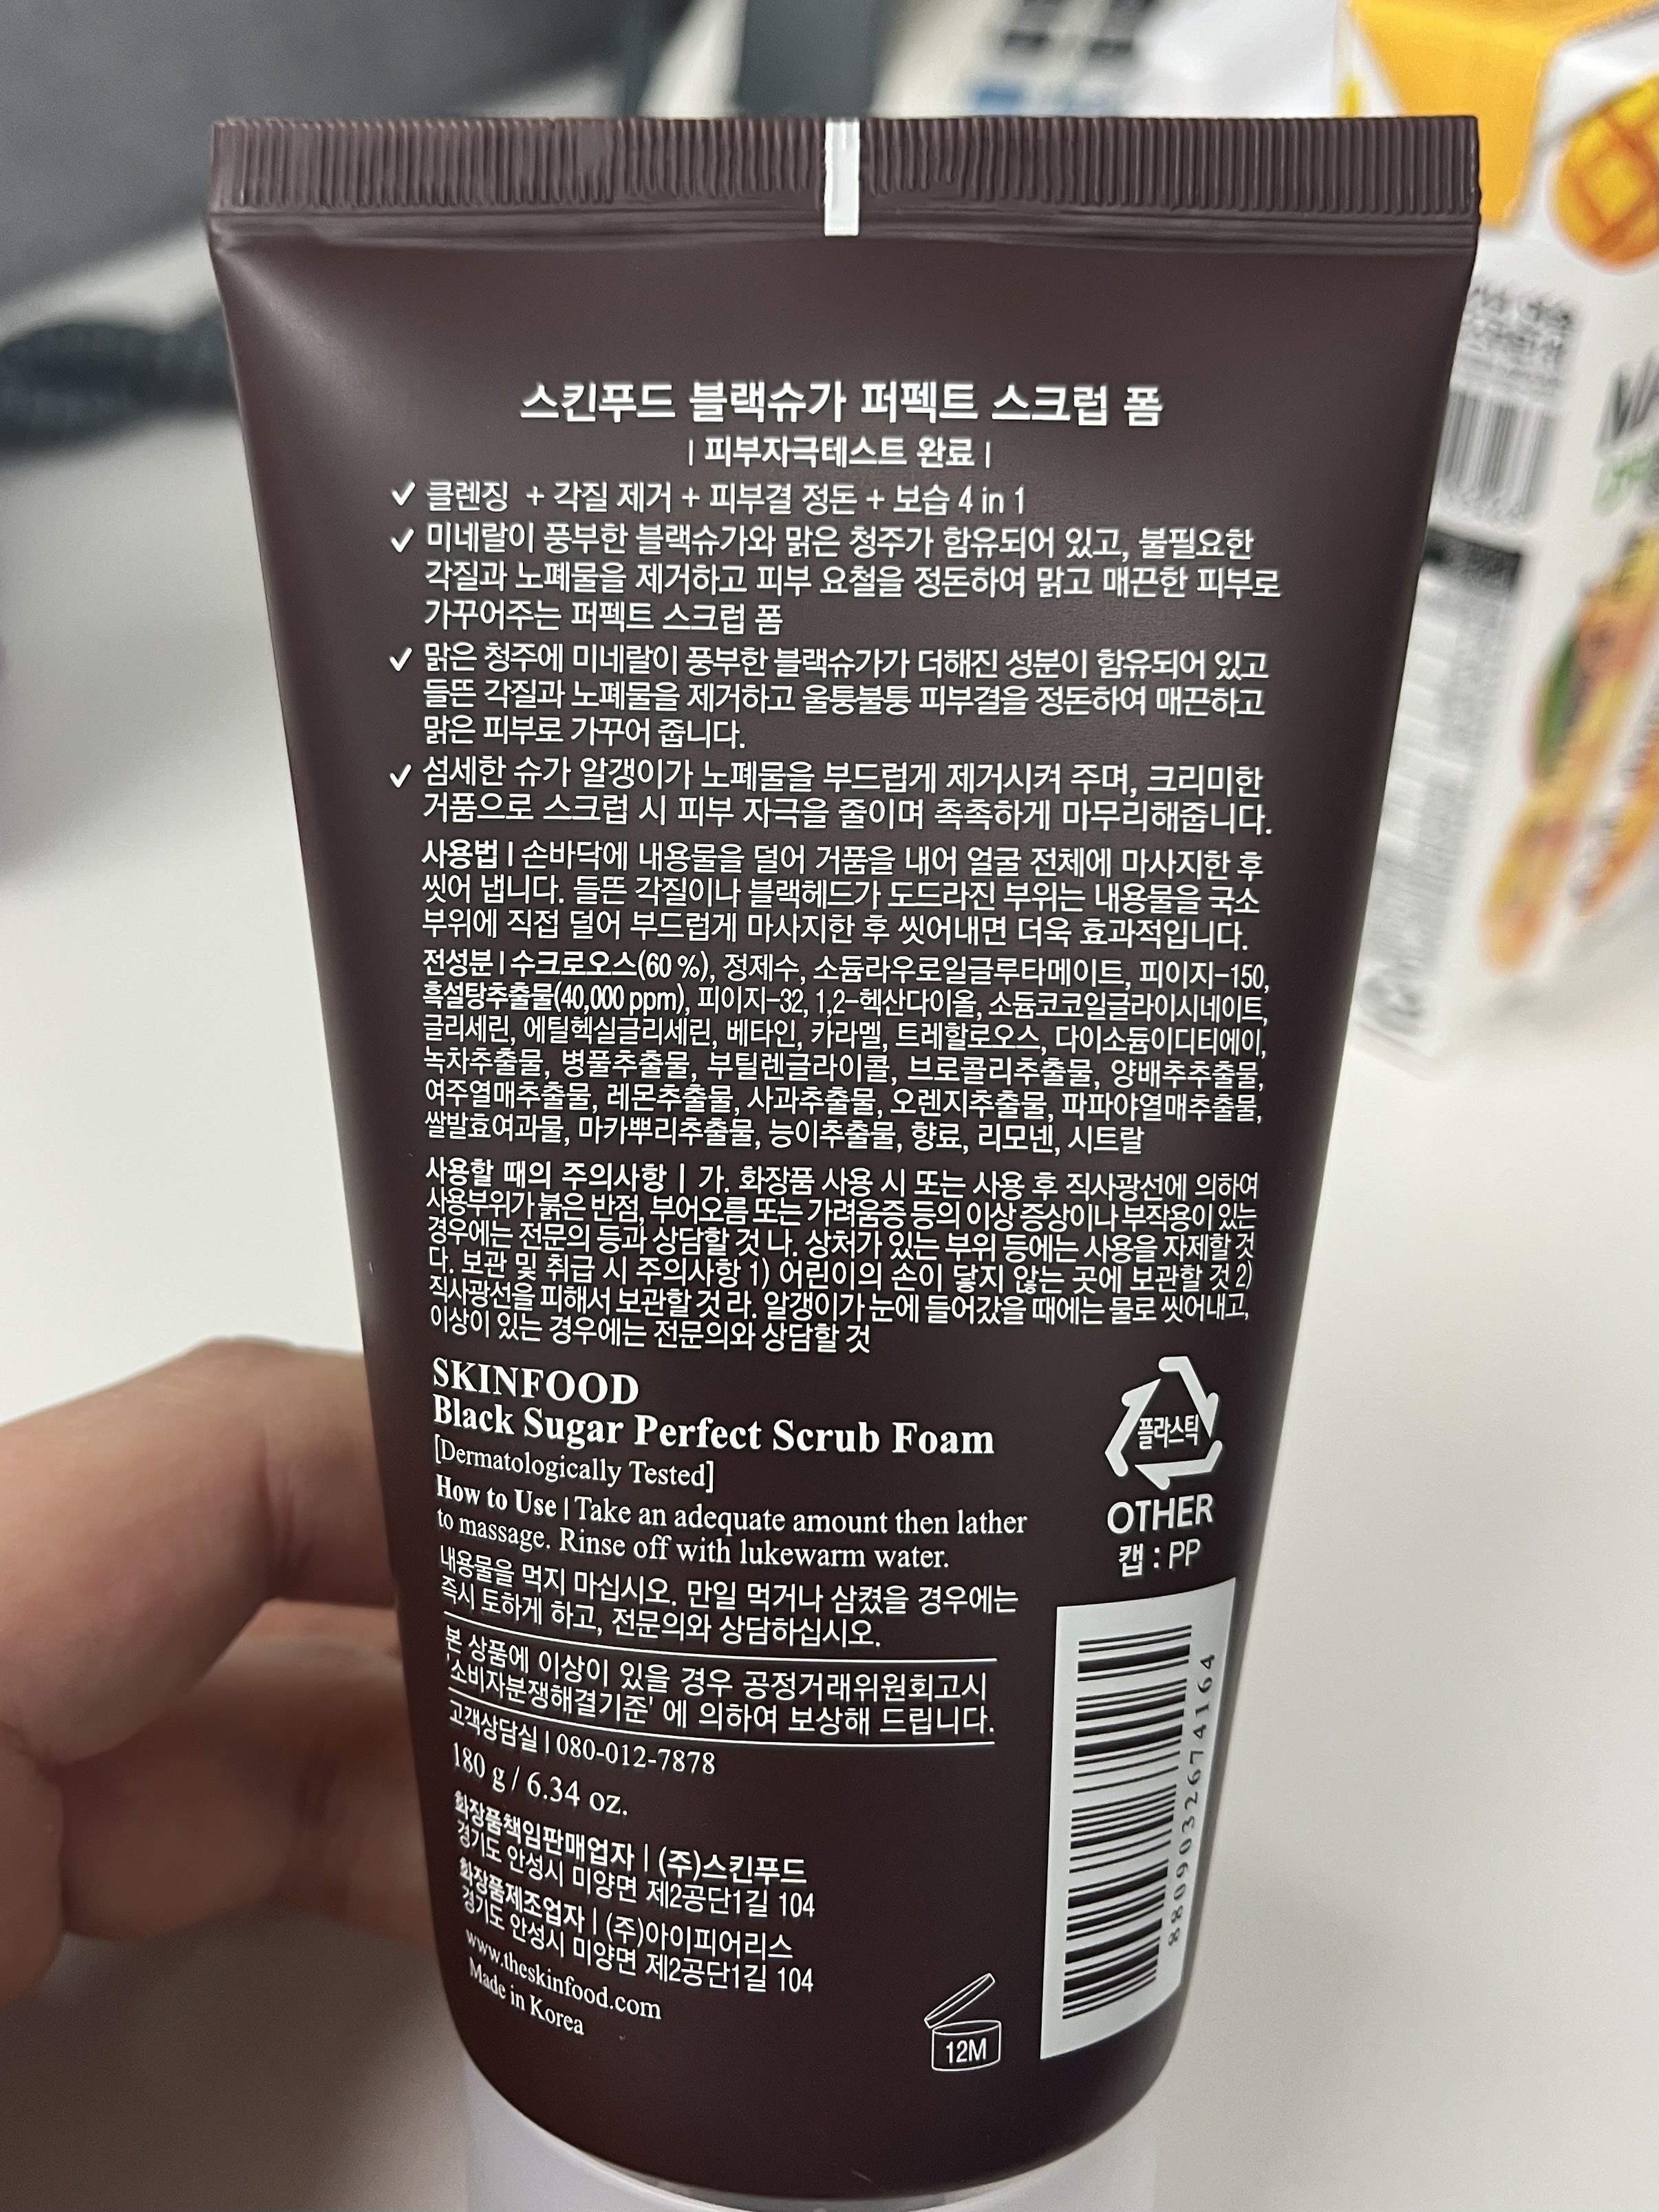 스킨푸드 블랙슈가 퍼펙트 스크럽 폼
| 피부자극테스트 완료 |
✓ 클렌징 + 각질 제거 + 피부결 정돈 + 보습 4 in 1
✓ 미네랄이 풍부한 블랙슈가와 맑은 청주가 함유되어 있고, 불필요한
각질과 노폐물을 제거하고 피부 요철을 정돈하여 맑고 매끈한 피부로
가꾸어주는 퍼펙트 스크럽 폼
✓ 맑은 청주에 미네랄이 풍부한 블랙슈가가 더해진 성분이 함유되어 있고
들뜬 각질과 노폐물을 제거하고 울퉁불퉁 피부결을 정돈하여 매끈하고
맑은 피부로 가꾸어 줍니다.
✓ 섬세한 슈가 알갱이가 노폐물을 부드럽게 제거시켜 주며, 크리미한
거품으로 스크럽 시 피부 자극을 줄이며 촉촉하게 마무리해줍니다.
사용법 | 손바닥에 내용물을 덜어 거품을 내어 얼굴 전체에 마사지한 후
씻어 냅니다. 들뜬 각질이나 블랙헤드가 도드라진 부위는 내용물을 국소
부위에 직접 덜어 부드럽게 마사지한 후 씻어내면 더욱 효과적입니다.
전성분 | 수크로오스(60 %), 정제수, 소듐라우로일글루타메이트, 피이지-150,
흑설탕추출물(40,000 ppm), 피이지-32, 1,2-헥산다이올, 소듐코코일글라이시네이트,
글리세린, 에틸헥실글리세린, 베타인, 카라멜, 트레할로오스, 다이소듐이디티에이,
녹차추출물, 병풀추출물, 부틸렌글라이콜, 브로콜리추출물, 양배추추출물,
여주열매추출물, 레몬추출물, 사과추출물, 오렌지추출물, 파파야열매추출물,
쌀발효여과물, 마카뿌리추출물, 능이추출물, 향료, 리모넨, 시트랄
사용할 때의 주의사항 | 가. 화장품 사용 시 또는 사용 후 직사광선에 의하여
사용부위가 붉은 반점, 부어오름 또는 가려움증 등의 이상 증상이나 부작용이 있는
경우에는 전문의 등과 상담할 것 나. 상처가 있는 부위 등에는 사용을 자제할 것
다. 보관 및 취급 시 주의사항 1) 어린이의 손이 닿지 않는 곳에 보관할 것 2)
직사광선을 피해서 보관할 것 라. 알갱이가 눈에 들어갔을 때에는 물로 씻어내고,
이상이 있는 경우에는 전문의와 상담할 것
SKINFOOD
Black Sugar Perfect Scrub Foam
[Dermatologically Tested]
How to Use | Take an adequate amount then lather
to massage. Rinse off with lukewarm water.
내용물을 먹지 마십시오. 만일 먹거나 삼켰을 경우에는
즉시 토하게 하고, 전문의와 상담하십시오.
본 상품에 이상이 있을 경우 공정거래위원회고시
'소비자분쟁해결기준' 에 의하여 보상해 드립니다.
고객상담실 | 080-012-7878
180 g / 6.34 oz.
화장품책임판매업자 | (주)스킨푸드
경기도 안성시 미양면 제2공단1길 104
화장품제조업자 | (주)아이피어리스
경기도 안성시 미양면 제2공단1길 104
www.theskinfood.com
Made in Korea
플라스틱
OTHER
캡 : PP
8809032674164
12M